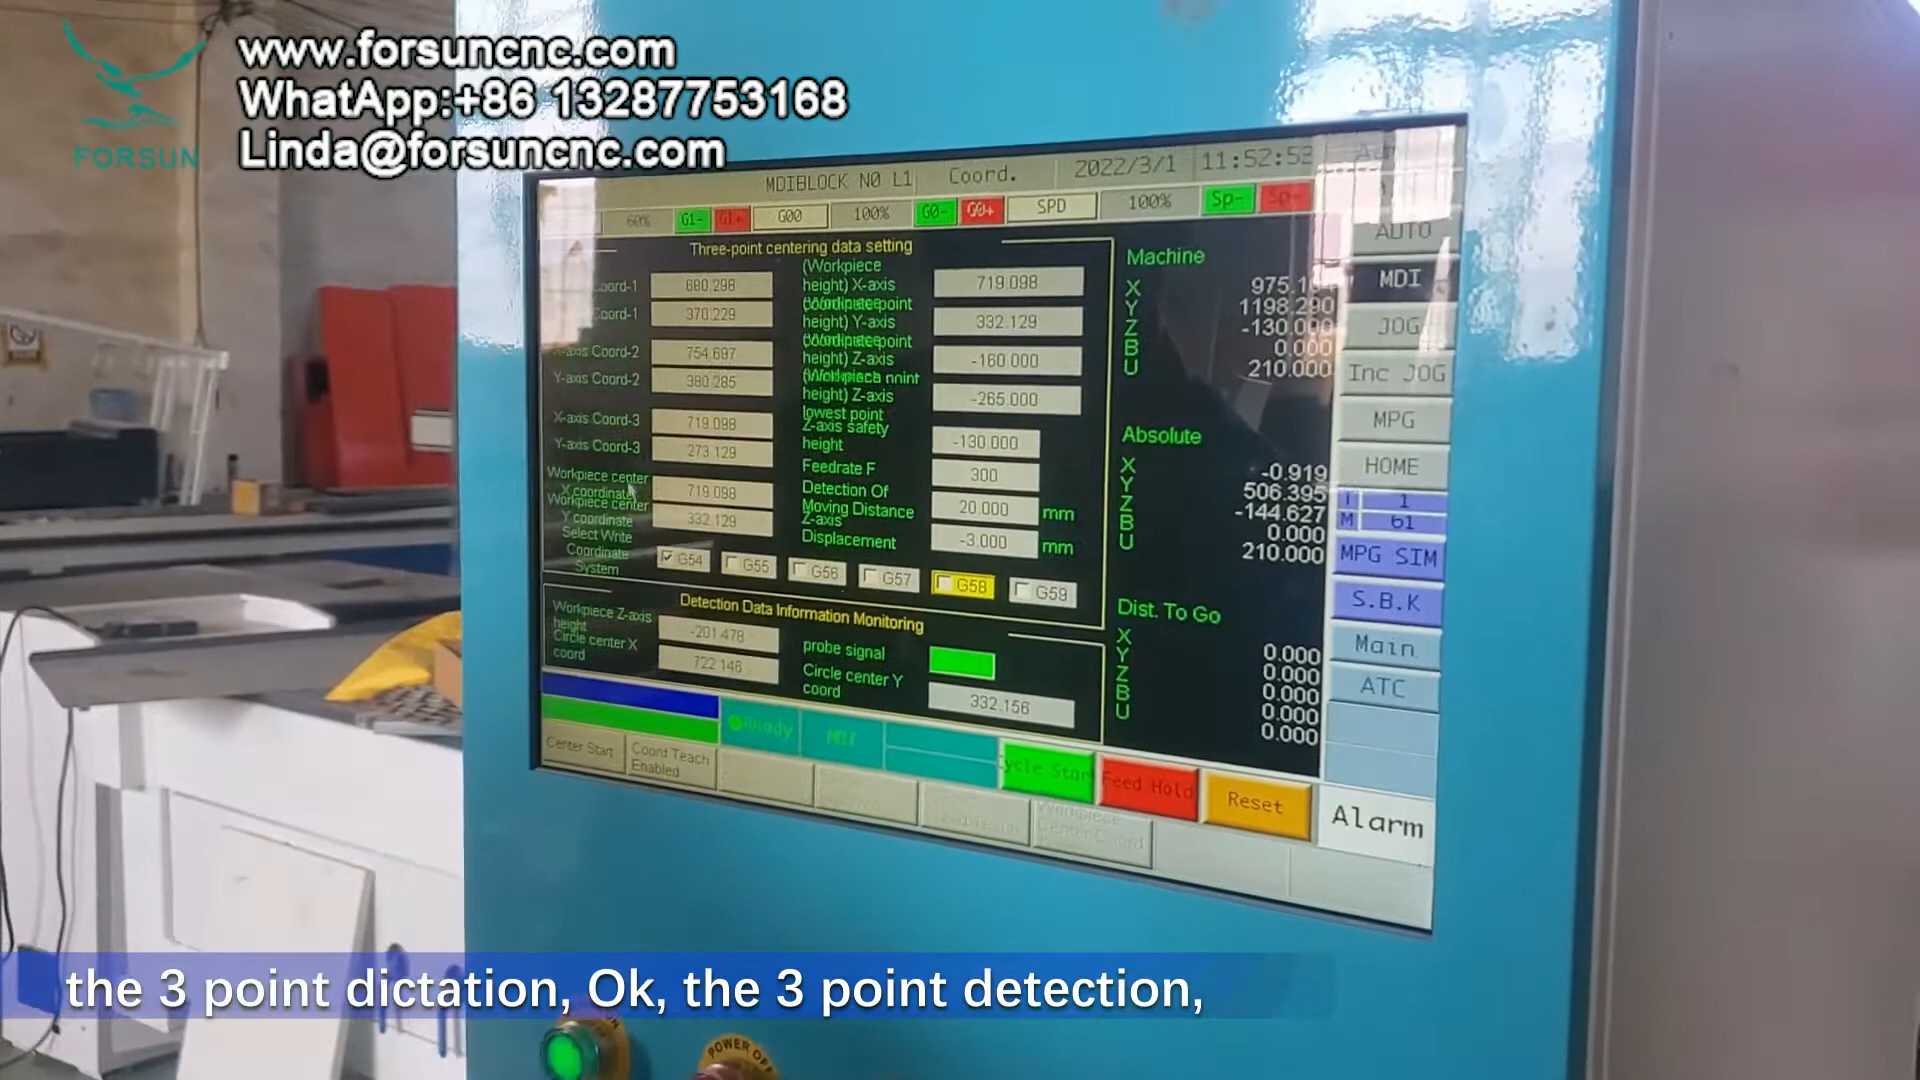 www.forsuncnc.com
WhatApp:+86 13287753168
Linda@forsuncnc.com
FORSUN
MDIBLOCK N0 L1 Coord. 2022/3/1 11:52:53
60% G1- G1+ G00 100% G0- G0+ SPD 100% Sp- Sp+
Three-point centering data setting
Coord-1 680.298
Coord-1 370.229
X-axis Coord-2 754.697
Y-axis Coord-2 380.285
X-axis Coord-3 719.098
Y-axis Coord-3 273.129
Workpiece center
X coordinate 719.098
Workpiece center
Y coordinate 332.129
Select Write
Coordinate
System
G54 G55 G56 G57 G58 G59
(Workpiece
height) X-axis 719.098
point
height) Y-axis 332.129
point
height) Z-axis -160.000
height) Z-axis -265.000
lowest point
Z-axis safety
height -130.000
Feedrate F 300
Detection Of
Moving Distance 20.000 mm
Z-axis
Displacement -3.000 mm
Detection Data Information Monitoring
Workpiece Z-axis
height -201.478
Circle center X
coord 722.146
probe signal
Circle center Y
coord 332.156
Machine
X 975.1
Y 1198.290
Z -130.000
B 0.000
U 210.000
Absolute
X -0.919
Y 506.395
Z -144.627
B 0.000
U 210.000
Dist. To Go
X 0.000
Y 0.000
Z 0.000
B 0.000
U 0.000
AUTO
MDI
JOG
Inc JOG
MPG
HOME
T 1
M 61
MPG SIM
S.B.K
Main
ATC
Ready MDI
Cycle Start
Feed Hold
Reset
Alarm
Center Start
Coord Teach
Enabled
Workpiece
Center Coord
the 3 point dictation, Ok, the 3 point detection,
POWER OF